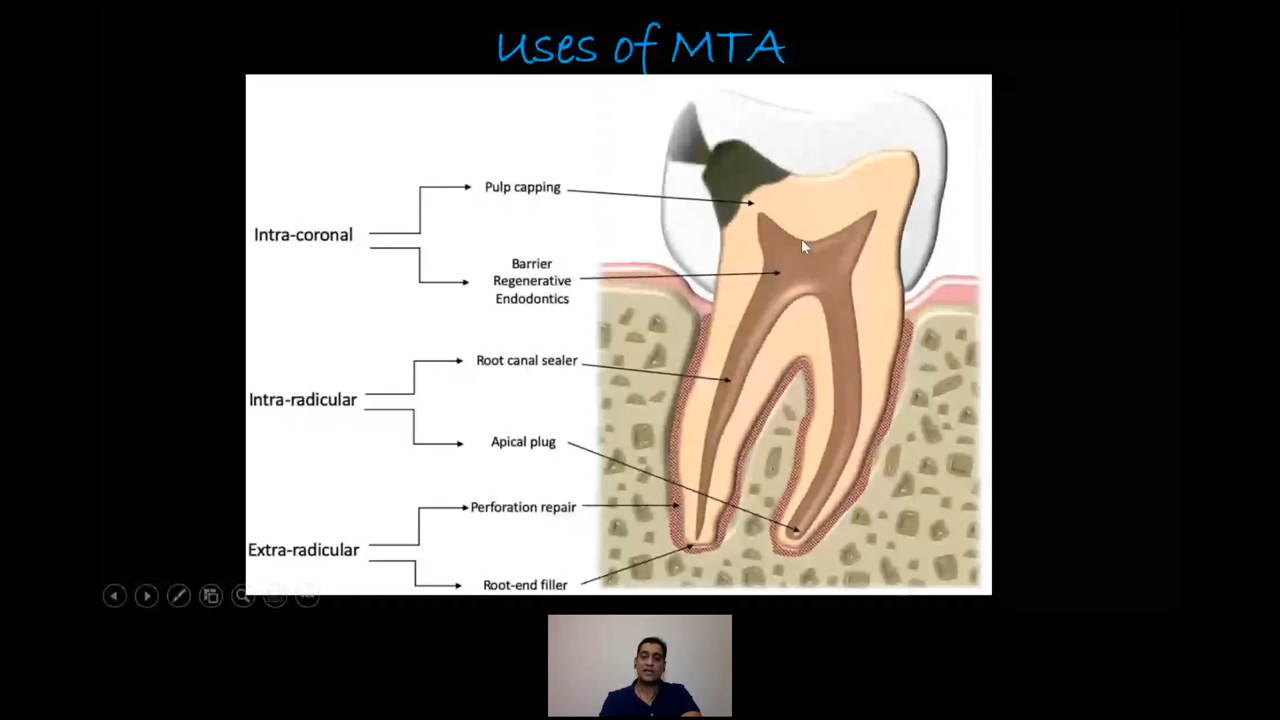 Uses of MTA
Pulp capping
Intra-coronal
Barrier
Regenerative
Endodontics
Root canal sealer
Intra-radicular
Apical plug
Perforation repair
Extra-radicular
Root-end filler